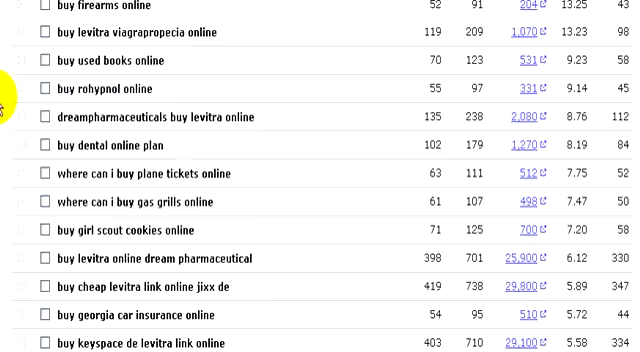 buy firearms online 52 91 204 13.25 43
buy levitra viagrapropecia online 119 209 1,070 13.23 98
buy used books online 70 123 531 9.23 58
buy rohypnol online 55 97 331 9.14 45
dreampharmaceuticals buy levitra online 135 238 2,080 8.76 112
buy dental online plan 102 179 1,270 8.19 84
where can i buy plane tickets online 63 111 512 7.75 52
where can i buy gas grills online 61 107 498 7.47 50
buy girl scout cookies online 71 125 700 7.20 58
buy levitra online dream pharmaceutical 398 701 25,900 6.12 330
buy cheap levitra link online jixx de 419 738 29,800 5.89 347
buy georgia car insurance online 54 95 510 5.72 44
buy keyspace de levitra link online 403 710 29,100 5.58 334